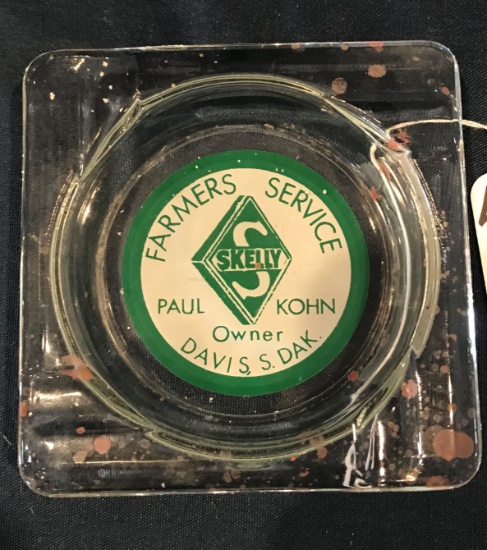 FARMERS SERVICE
S
SKELLY
PAUL KOHN
Owner
DAVIS, S. DAK.